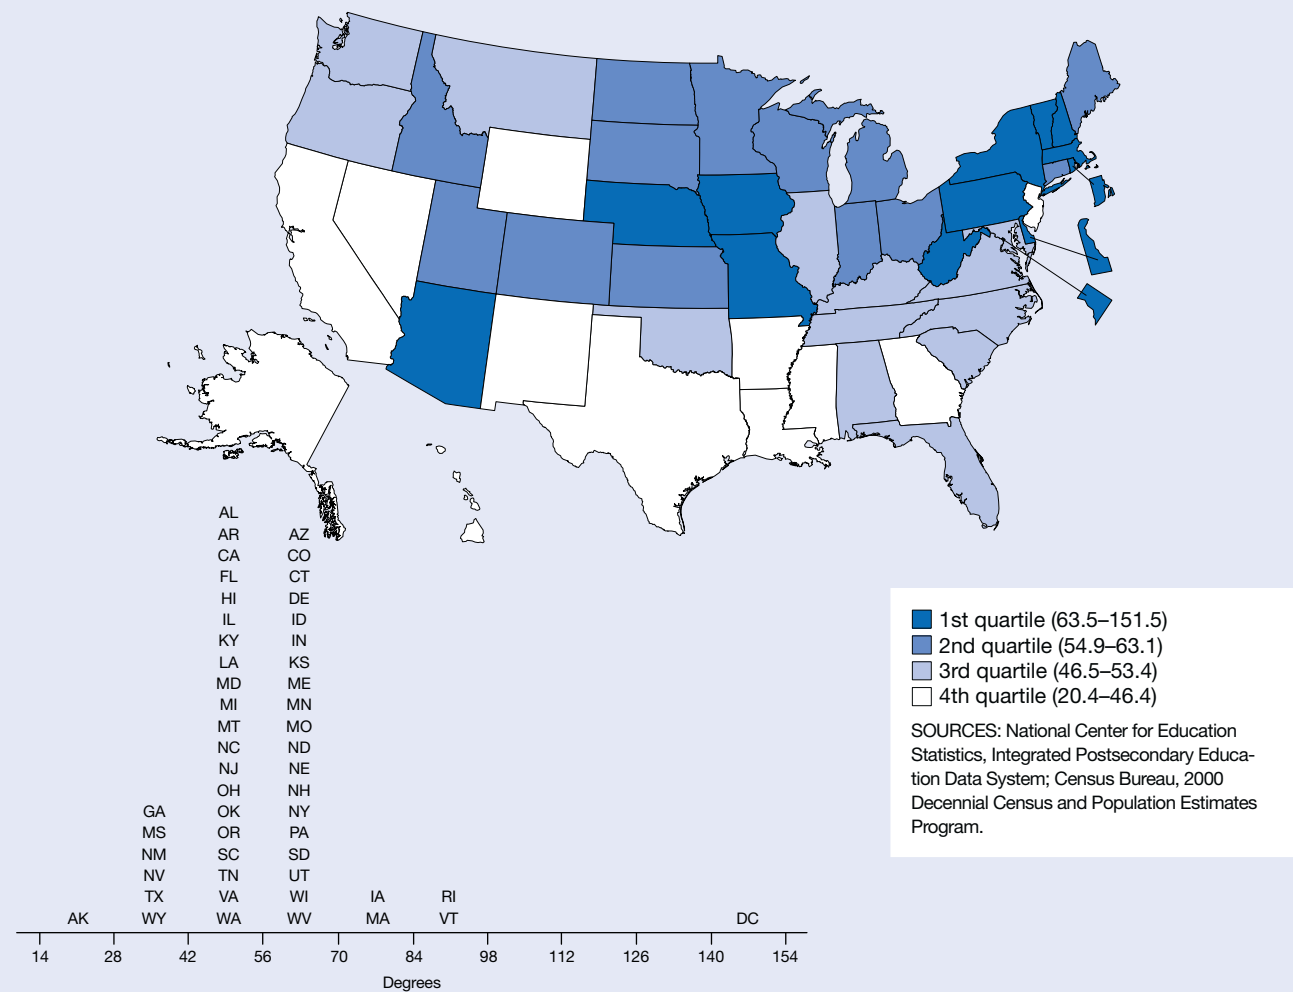 AL
AR AZ
CA CO
FL CT
HI DE
IL ID
KY IN
LA KS
MD ME
MI MN
MT MO
NC ND
NJ NE
OH NH
GA OK NY
MS OR PA
NM SC SD
NV TN UT
TX VA WI IA RI
AK WY WA WV MA VT DC
14 28 42 56 70 84 98 112 126 140 154
Degrees
1st quartile (63.5–151.5)
2nd quartile (54.9–63.1)
3rd quartile (46.5–53.4)
4th quartile (20.4–46.4)
SOURCES: National Center for Education
Statistics, Integrated Postsecondary Educa-
tion Data System; Census Bureau, 2000
Decennial Census and Population Estimates
Program.